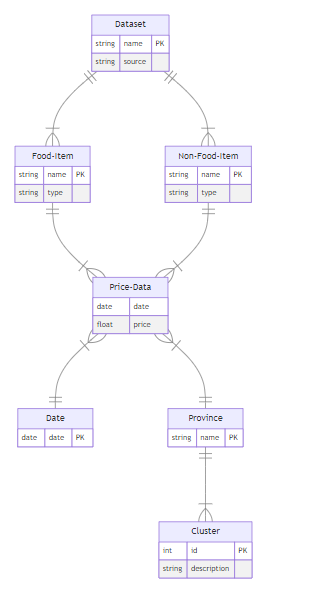 Dataset
string name PK
string source
Food-Item
string name PK
string type
Non-Food-Item
string name PK
string type
Price-Data
date date
float price
Date
date date PK
Province
string name PK
Cluster
int id PK
string description